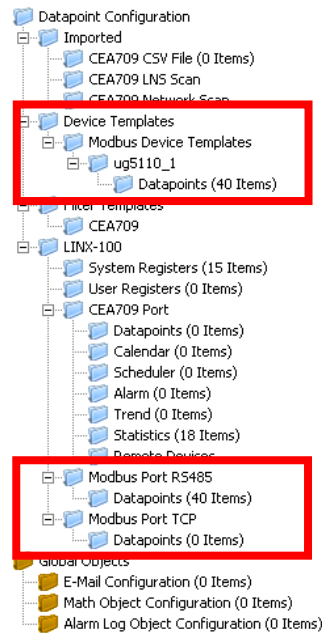 Datapoint Configuration
Imported
CEA709 CSV File (0 Items)
CEA709 LNS Scan
CEA709 Network Scan
Device Templates
Modbus Device Templates
ug5110_1
Datapoints (40 Items)
Filter Templates
CEA709
LINX-100
System Registers (15 Items)
User Registers (0 Items)
CEA709 Port
Datapoints (0 Items)
Calendar (0 Items)
Scheduler (0 Items)
Alarm (0 Items)
Trend (0 Items)
Statistics (18 Items)
Remote Devices
Modbus Port RS485
Datapoints (40 Items)
Modbus Port TCP
Datapoints (0 Items)
Global Objects
E-Mail Configuration (0 Items)
Math Object Configuration (0 Items)
Alarm Log Object Configuration (0 Items)